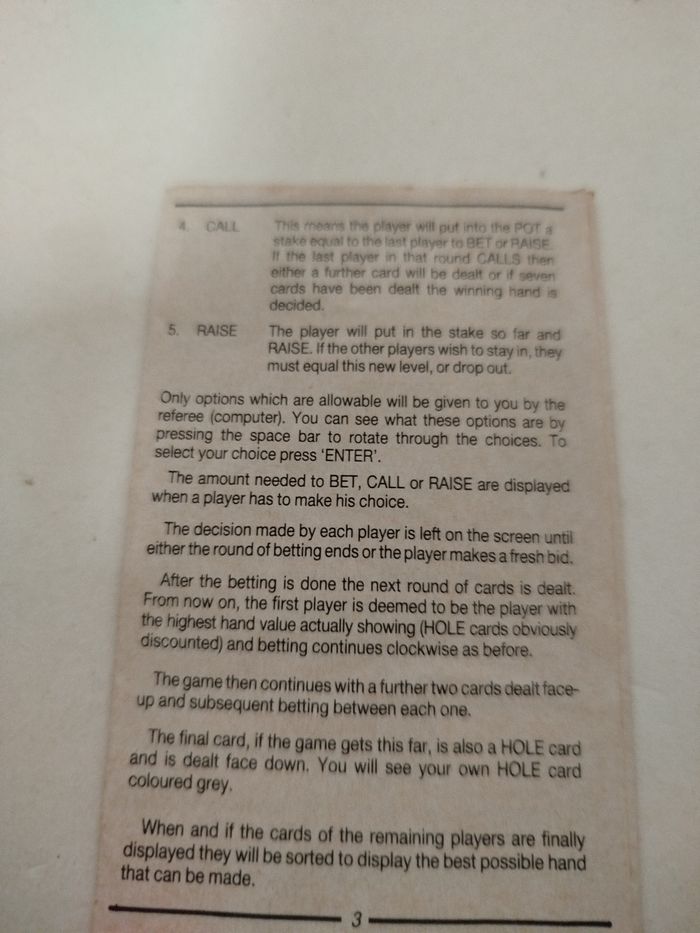 4. CALL This means the player will put into the POT a
stake equal to the last player to BET or RAISE.
If the last player in that round CALLS then
either a further card will be dealt or if seven
cards have been dealt the winning hand is
decided.
5. RAISE The player will put in the stake so far and
RAISE. If the other players wish to stay in, they
must equal this new level, or drop out.
Only options which are allowable will be given to you by the
referee (computer). You can see what these options are by
pressing the space bar to rotate through the choices. To
select your choice press 'ENTER'.
The amount needed to BET, CALL or RAISE are displayed
when a player has to make his choice.
The decision made by each player is left on the screen until
either the round of betting ends or the player makes a fresh bid.
After the betting is done the next round of cards is dealt.
From now on, the first player is deemed to be the player with
the highest hand value actually showing (HOLE cards obviously
discounted) and betting continues clockwise as before.
The game then continues with a further two cards dealt face-
up and subsequent betting between each one.
The final card, if the game gets this far, is also a HOLE card
and is dealt face down. You will see your own HOLE card
coloured grey.
When and if the cards of the remaining players are finally
displayed they will be sorted to display the best possible hand
that can be made.
3